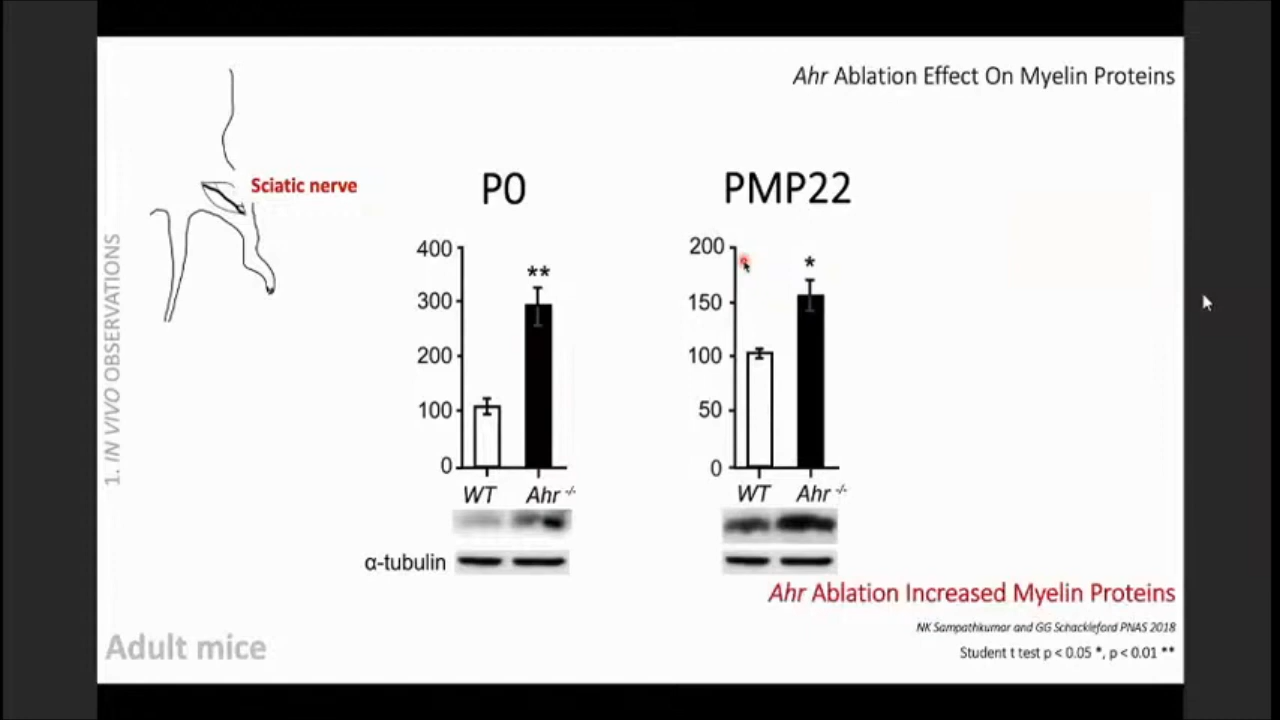 Ahr Ablation Effect On Myelin Proteins
Sciatic nerve
1. IN VIVO OBSERVATIONS
P0
400
300
200
100
0
**
WT
Ahr -/-
α-tubulin
PMP22
200
150
100
50
0
*
WT
Ahr -/-
Ahr Ablation Increased Myelin Proteins
NK Sampathkumar and GG Schackleford PNAS 2018
Student t test p < 0.05 *, p < 0.01 **
Adult mice